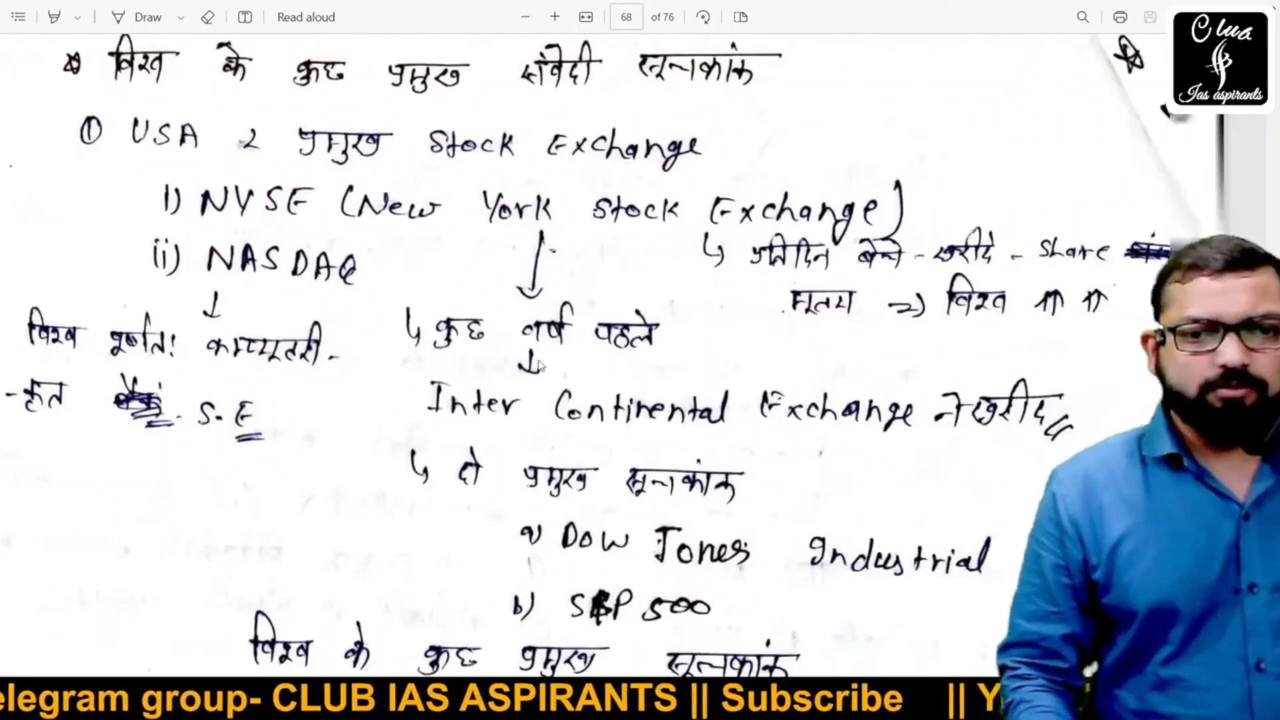 Draw
Read aloud
68 of 76
Club
Ias aspirants
* विश्व के कुछ प्रमुख संवेदी सूचकांक
① USA 2 प्रमुख Stock Exchange
i) NYSE (New York Stock Exchange)
↳ प्रतिदिन बेचे - खरीदे - Share
मूल्य => विश्व ↑↑ ↑↑
ii) NASDAQ
विश्व पूर्णतः कम्प्यूटरी-
-कृत S.E
↳ कुछ वर्ष पहले
Inter Continental Exchange ने खरीद
↳ दो प्रमुख सूचकांक
a) Dow Jones Industrial
b) S&P 500
विश्व के कुछ प्रमुख सूचकांक
elegram group- CLUB IAS ASPIRANTS || Subscribe || Y